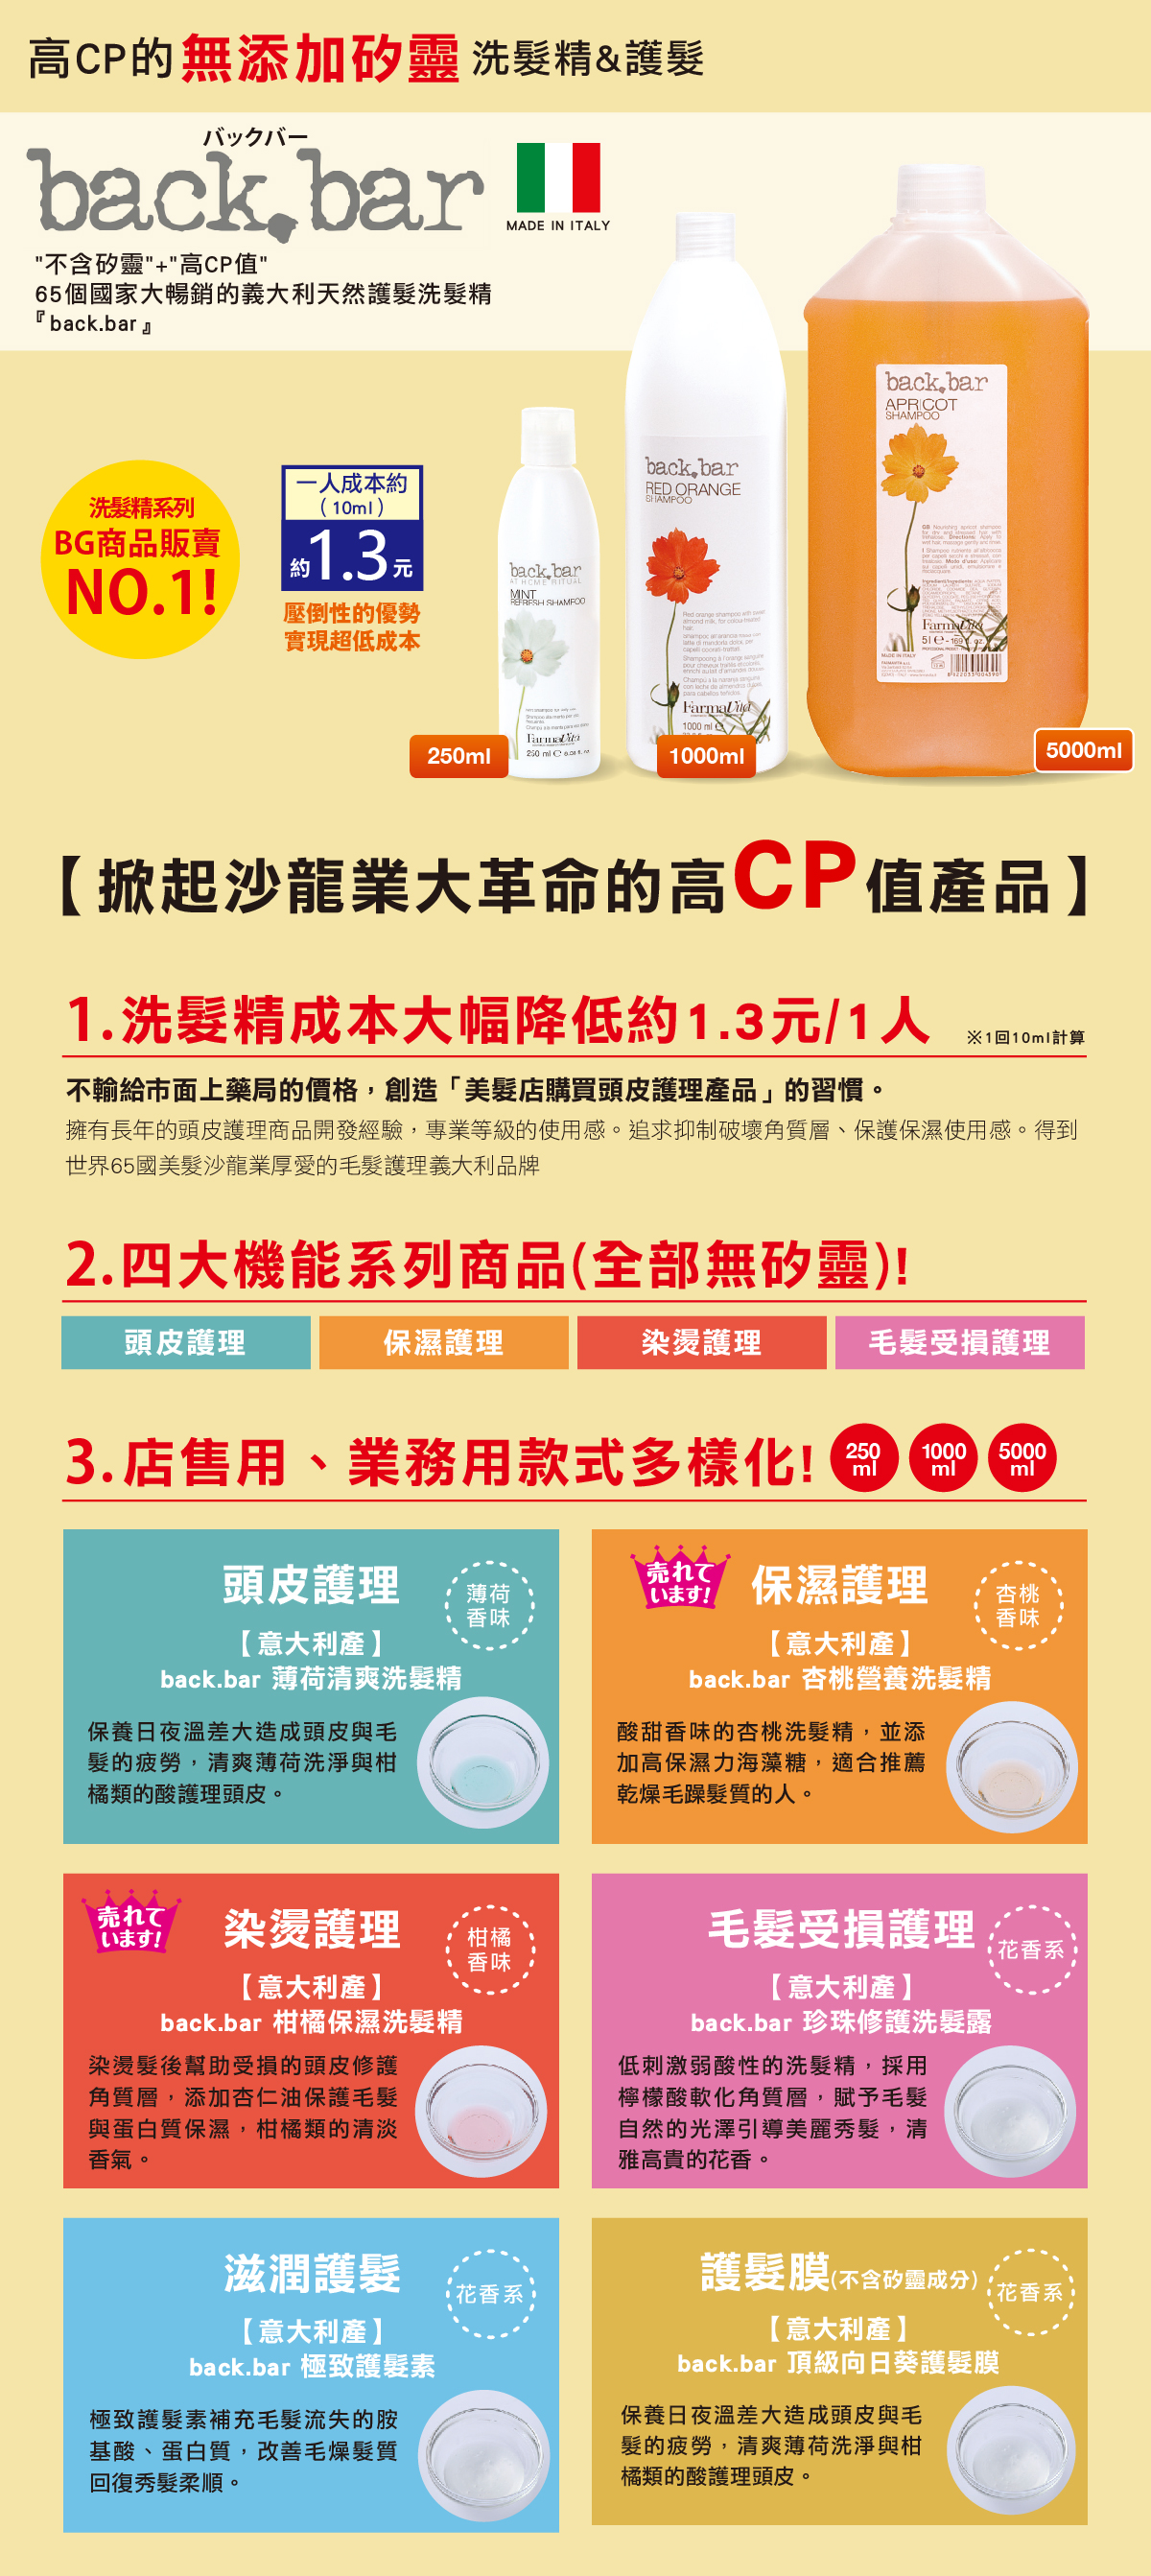 高CP的無添加矽靈 洗髮精&護髮
バックバー
back.bar
MADE IN ITALY
"不含矽靈"+"高CP值"
65個國家大暢銷的義大利天然護髮洗髮精
『back.bar』
洗髮精系列
BG商品販賣
NO.1!
一人成本約
(10ml)
約1.3元
壓倒性的優勢
實現超低成本
back.bar
AT HOME RITUAL
MINT
REFRESH SHAMPOO
FarmaVita
250 ml
250ml
back.bar
RED ORANGE
SHAMPOO
FarmaVita
1000 ml
1000ml
back.bar
APRICOT
SHAMPOO
FarmaVita
MADE IN ITALY
5000ml
【掀起沙龍業大革命的高CP值產品】
1.洗髮精成本大幅降低約1.3元/1人 ※1回10ml計算
不輸給市面上藥局的價格，創造「美髮店購買頭皮護理產品」的習慣。
擁有長年的頭皮護理商品開發經驗，專業等級的使用感。追求抑制破壞角質層、保護保濕使用感。得到
世界65國美髮沙龍業厚愛的毛髮護理義大利品牌
2.四大機能系列商品(全部無矽靈)!
頭皮護理 保濕護理 染燙護理 毛髮受損護理
3.店售用、業務用款式多樣化!
250
ml
1000
ml
5000
ml
頭皮護理
薄荷
香味
【意大利產】
back.bar 薄荷清爽洗髮精
保養日夜溫差大造成頭皮與毛
髮的疲勞，清爽薄荷洗淨與柑
橘類的酸護理頭皮。
売れて
います!
保濕護理
杏桃
香味
【意大利產】
back.bar 杏桃營養洗髮精
酸甜香味的杏桃洗髮精，並添
加高保濕力海藻糖，適合推薦
乾燥毛躁髮質的人。
売れて
います!
染燙護理
柑橘
香味
【意大利產】
back.bar 柑橘保濕洗髮精
染燙髮後幫助受損的頭皮修護
角質層，添加杏仁油保護毛髮
與蛋白質保濕，柑橘類的清淡
香氣。
毛髮受損護理
花香系
【意大利產】
back.bar 珍珠修護洗髮露
低刺激弱酸性的洗髮精，採用
檸檬酸軟化角質層，賦予毛髮
自然的光澤引導美麗秀髮，清
雅高貴的花香。
滋潤護髮
花香系
【意大利產】
back.bar 極致護髮素
極致護髮素補充毛髮流失的胺
基酸、蛋白質，改善毛燥髮質
回復秀髮柔順。
護髮膜(不含矽靈成分)
花香系
【意大利產】
back.bar 頂級向日葵護髮膜
保養日夜溫差大造成頭皮與毛
髮的疲勞，清爽薄荷洗淨與柑
橘類的酸護理頭皮。